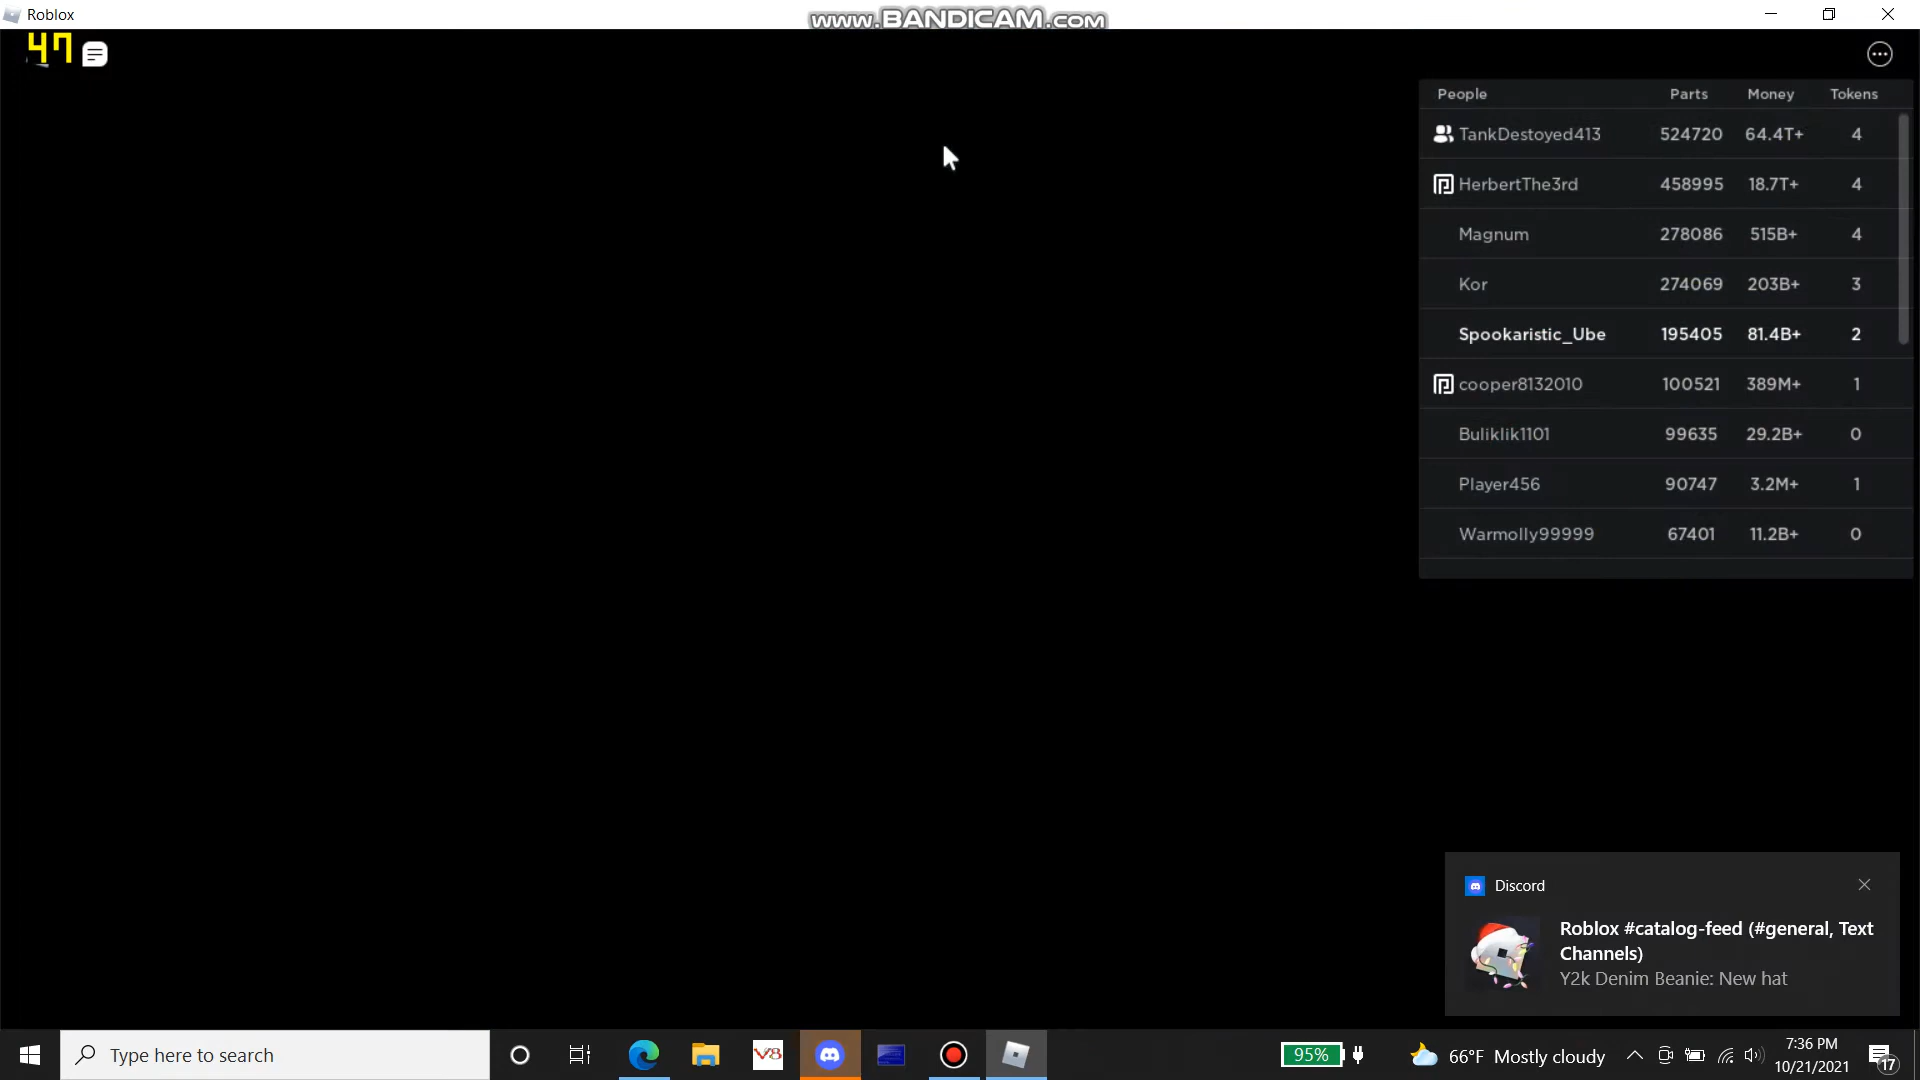 Roblox
www.BANDICAM.com
47
People Parts Money Tokens
TankDestoyed413 524720 64.4T+ 4
HerbertThe3rd 458995 18.7T+ 4
Magnum 278086 515B+ 4
Kor 274069 203B+ 3
Spookaristic_Ube 195405 81.4B+ 2
cooper8132010 100521 389M+ 1
Buliklik1101 99635 29.2B+ 0
Player456 90747 3.2M+ 1
Warmolly99999 67401 11.2B+ 0
Discord
Roblox #catalog-feed (#general, Text
Channels)
Y2k Denim Beanie: New hat
Type here to search
V8
95%
66°F Mostly cloudy
7:36 PM
10/21/2021
17